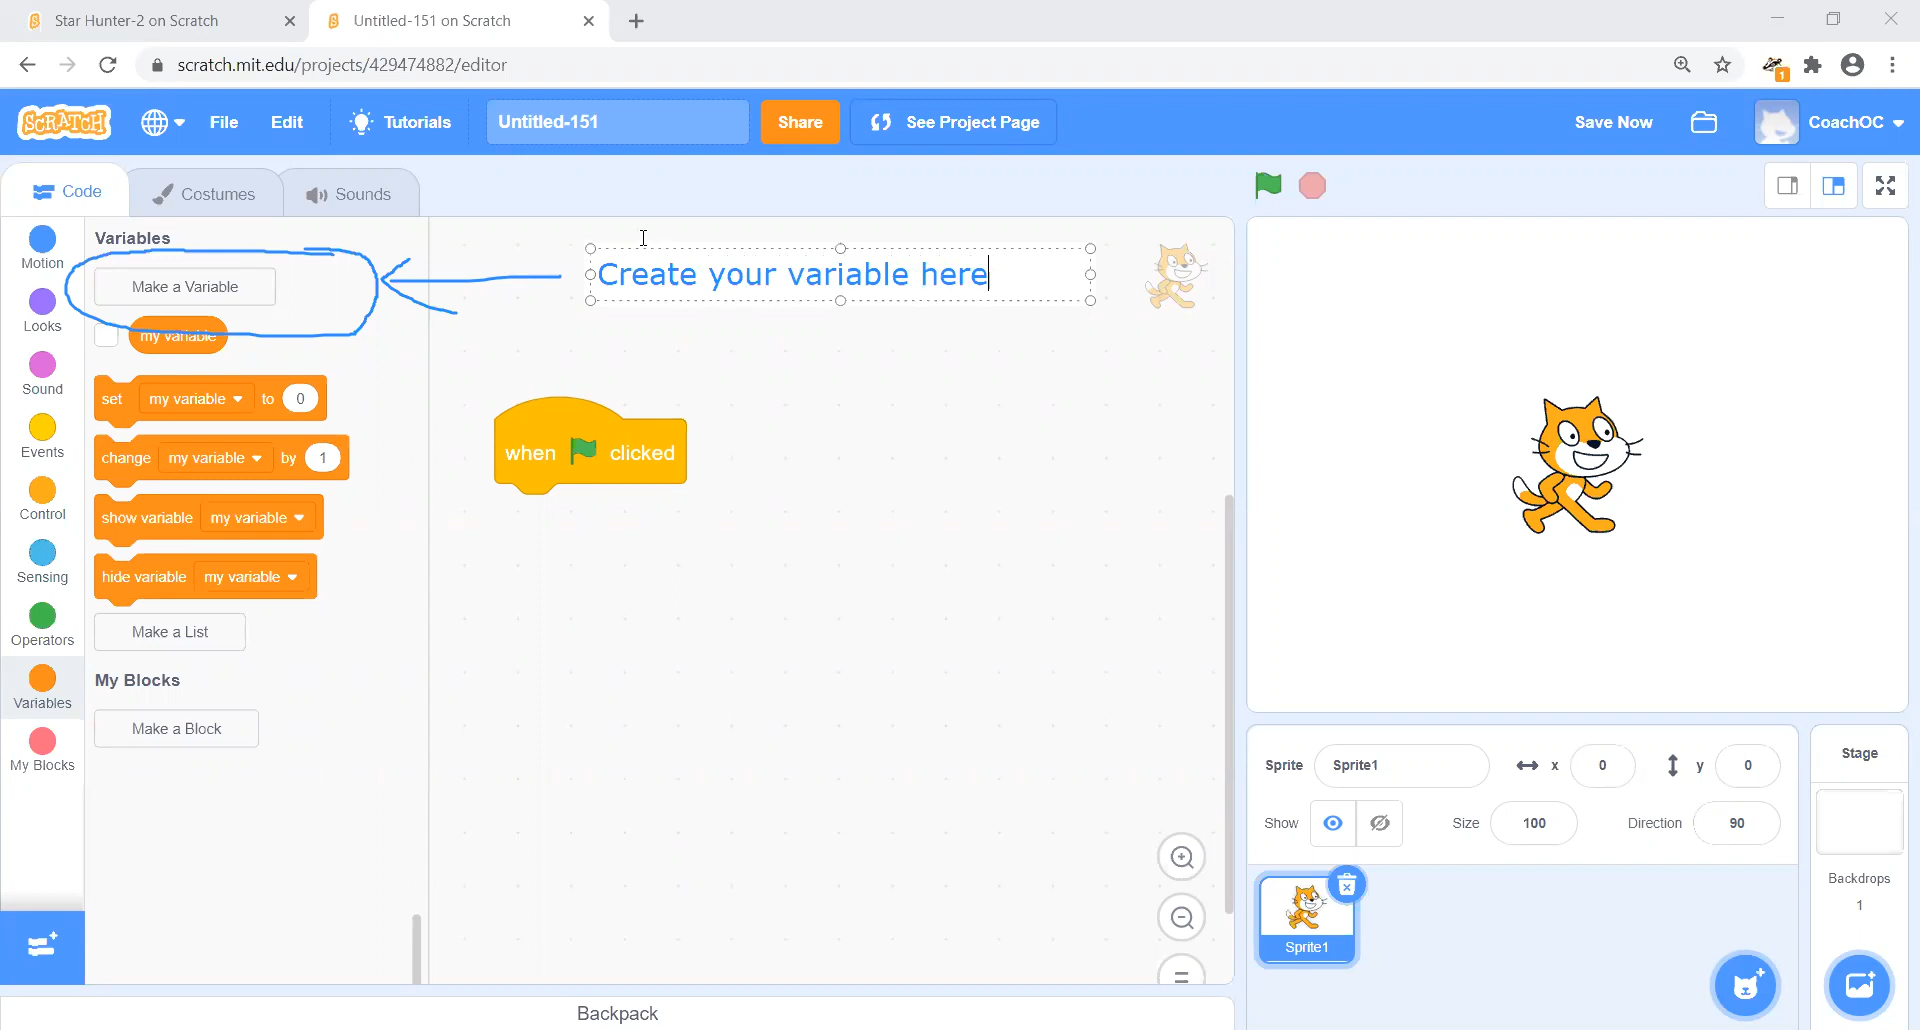 Star Hunter-2 on Scratch
Untitled-151 on Scratch
scratch.mit.edu/projects/429474882/editor
1
SCRATCH
File
Edit
Tutorials
Untitled-151
Share
See Project Page
Save Now
CoachOC
Code
Costumes
Sounds
Motion
Looks
Sound
Events
Control
Sensing
Operators
Variables
My Blocks
Variables
Make a Variable
my variable
set my variable to 0
change my variable by 1
show variable my variable
hide variable my variable
Make a List
My Blocks
Make a Block
Create your variable here
when clicked
Backpack
Sprite
Sprite1
x
0
y
0
Show
Size
100
Direction
90
Sprite1
Stage
Backdrops
1